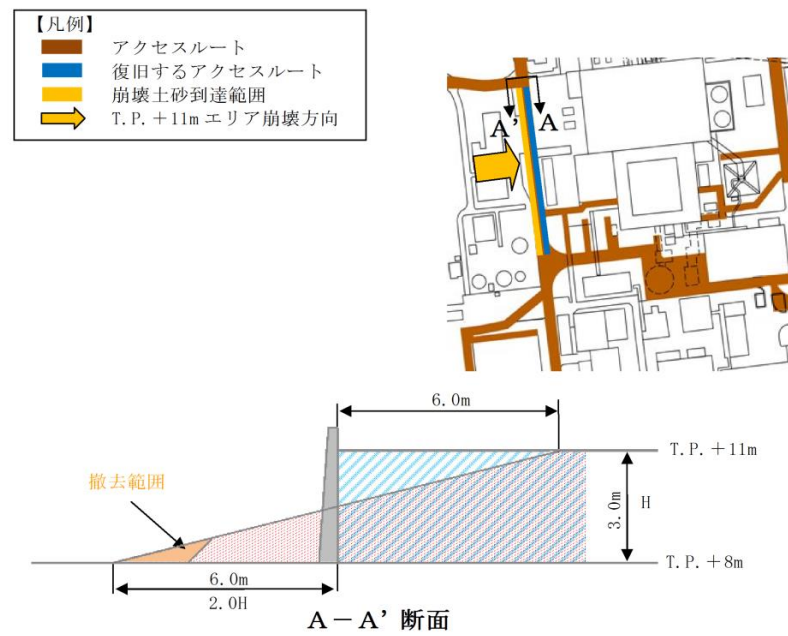 【凡例】
アクセスルート
復旧するアクセスルート
崩壊土砂到達範囲
T.P.+11mエリア崩壊方向
A’ A
6.0m
T.P.+11m
撤去範囲
3.0m
H
T.P.+8m
6.0m
2.0H
A-A’断面